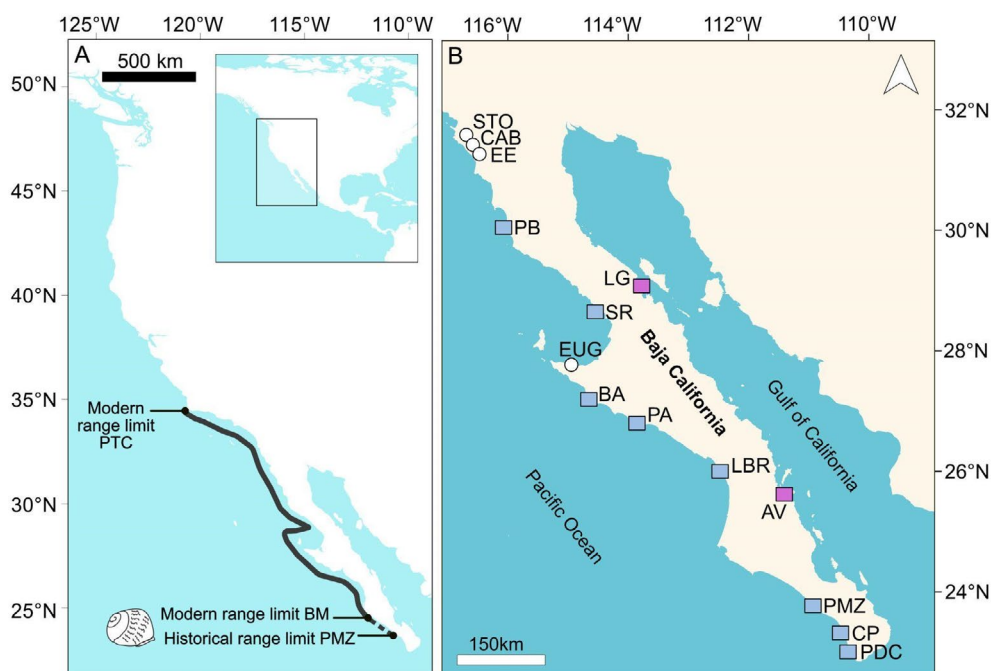 125°W 120°W 115°W 110°W
A
500 km
50°N
45°N
40°N
35°N
30°N
25°N
Modern
range limit
PTC
Modern range limit BM
Historical range limit PMZ
116°W 114°W 112°W 110°W
B
32°N
30°N
28°N
26°N
24°N
STO
CAB
EE
PB
LG
SR
EUG
BA
PA
LBR
AV
PMZ
CP
PDC
Baja California
Gulf of California
Pacific Ocean
150km